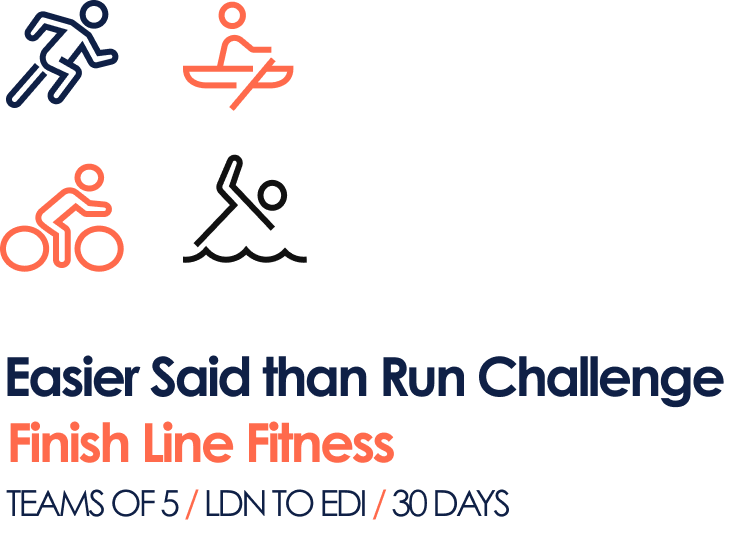 Easier Said than Run Challenge
Finish Line Fitness
TEAMS OF 5 / LDN TO EDI / 30 DAYS